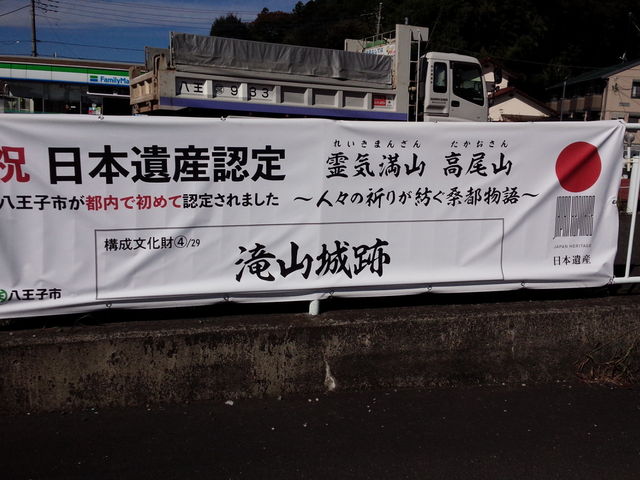 FamilyMa
八王
933
祝 日本遺産認定
八王子市が都内で初めて認定されました
れいきまんざん たかおさん
霊気満山 高尾山
～人々の祈りが紡ぐ桑都物語～
構成文化財④/29
滝山城跡
八王子市
JAPAN HERITAGE
日本遺産